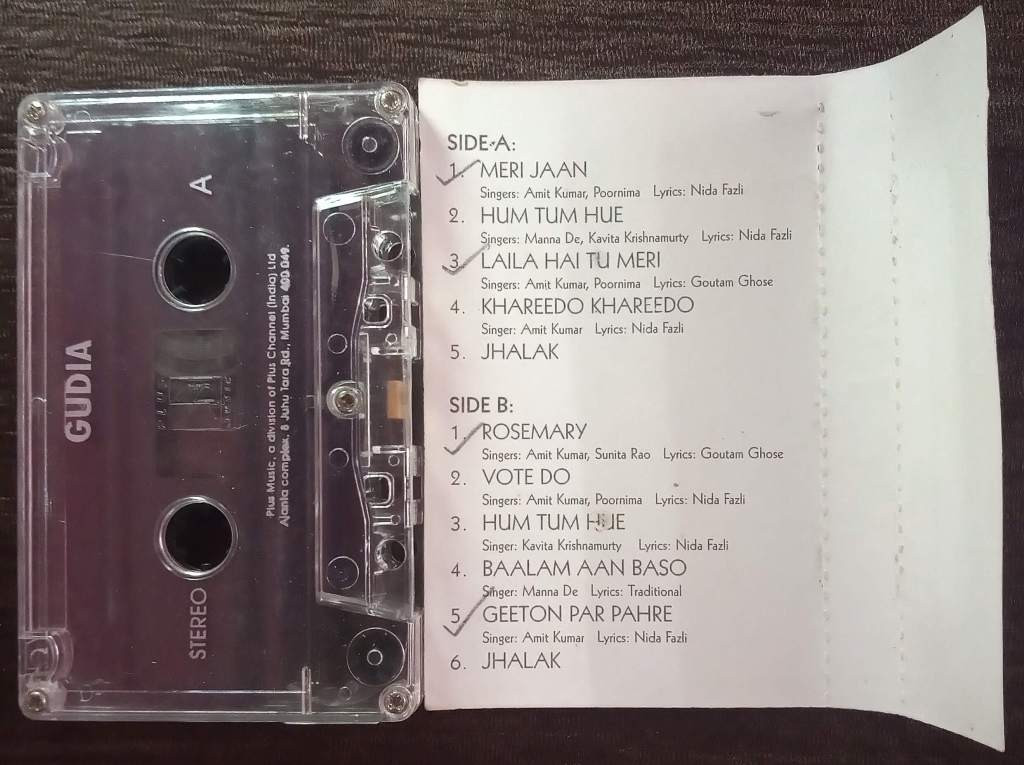 GUDIA
A
STEREO
Plus Music, a division of Plus Channel (India) Ltd
Ajanta complex, 8 Juhu Tara Rd., Mumbai 400 049.
SIDE A:
1. MERI JAAN
Singers: Amit Kumar, Poornima Lyrics: Nida Fazli
2. HUM TUM HUE
Singers: Manna De, Kavita Krishnamurty Lyrics: Nida Fazli
3. LAILA HAI TU MERI
Singers: Amit Kumar, Poornima Lyrics: Goutam Ghose
4. KHAREEDO KHAREEDO
Singer: Amit Kumar Lyrics: Nida Fazli
5. JHALAK
SIDE B:
1. ROSEMARY
Singers: Amit Kumar, Sunita Rao Lyrics: Goutam Ghose
2. VOTE DO
Singers: Amit Kumar, Poornima Lyrics: Nida Fazli
3. HUM TUM HUE
Singer: Kavita Krishnamurty Lyrics: Nida Fazli
4. BAALAM AAN BASO
Singer: Manna De Lyrics: Traditional
5. GEETON PAR PAHRE
Singer: Amit Kumar Lyrics: Nida Fazli
6. JHALAK